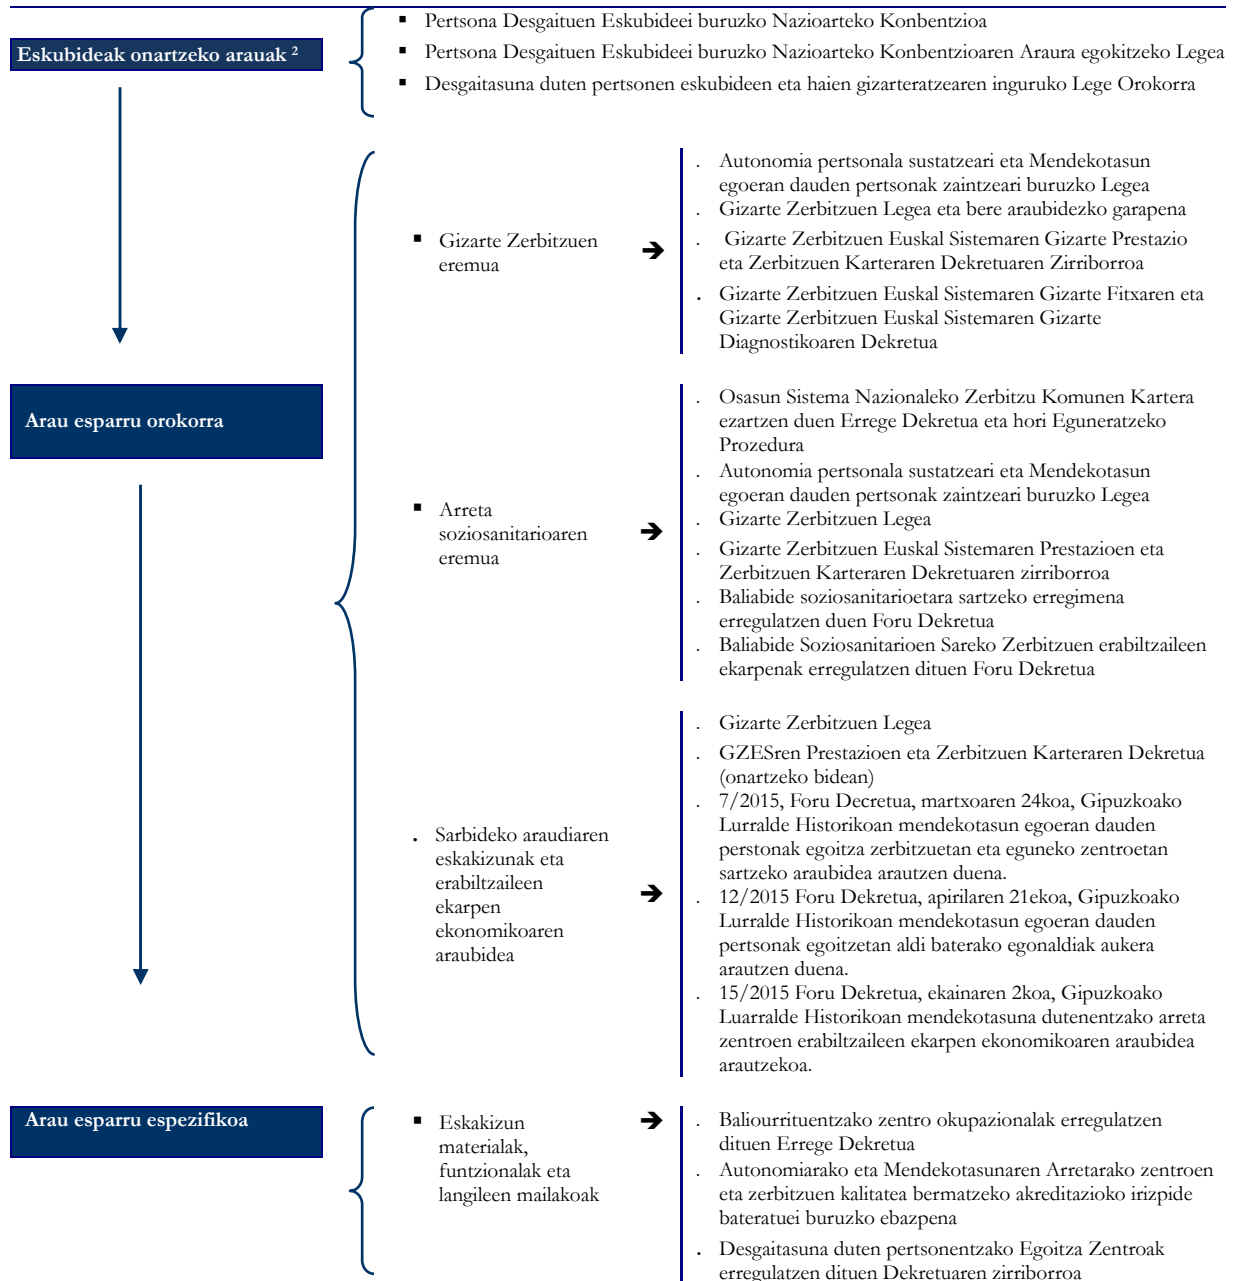 Eskubideak onartzeko arauak ²
▪ Pertsona Desgaituen Eskubideei buruzko Nazioarteko Konbentzioa
▪ Pertsona Desgaituen Eskubideei buruzko Nazioarteko Konbentzioaren Araura egokitzeko Legea
▪ Desgaitasuna duten pertsonen eskubideen eta haien gizarteratzearen inguruko Lege Orokorra
Arau esparru orokorra
▪ Gizarte Zerbitzuen
eremua
➔
. Autonomia pertsonala sustatzeari eta Mendekotasun
egoeran dauden pertsonak zaintzeari buruzko Legea
. Gizarte Zerbitzuen Legea eta bere araubidezko garapena
. Gizarte Zerbitzuen Euskal Sistemaren Gizarte Prestazio
eta Zerbitzuen Karteraren Dekretuaren Zirriborroa
. Gizarte Zerbitzuen Euskal Sistemaren Gizarte Fitxaren eta
Gizarte Zerbitzuen Euskal Sistemaren Gizarte
Diagnostikoaren Dekretua
▪ Arreta
soziosanitarioaren
eremua
➔
. Osasun Sistema Nazionaleko Zerbitzu Komunen Kartera
ezartzen duen Errege Dekretua eta hori Eguneratzeko
Prozedura
. Autonomia pertsonala sustatzeari eta Mendekotasun
egoeran dauden pertsonak zaintzeari buruzko Legea
. Gizarte Zerbitzuen Legea
. Gizarte Zerbitzuen Euskal Sistemaren Prestazioen eta
Zerbitzuen Karteraren Dekretuaren zirriborroa
. Baliabide soziosanitarioetara sartzeko erregimena
erregulatzen duen Foru Dekretua
. Baliabide Soziosanitarioen Sareko Zerbitzuen erabiltzaileen
ekarpenak erregulatzen dituen Foru Dekretua
. Sarbideko araudiaren
eskakizunak eta
erabiltzaileen
ekarpen
ekonomikoaren
araubidea
➔
. Gizarte Zerbitzuen Legea
. GZESren Prestazioen eta Zerbitzuen Karteraren Dekretua
(onartzeko bidean)
. 7/2015, Foru Decretua, martxoaren 24koa, Gipuzkoako
Lurralde Historikoan mendekotasun egoeran dauden
perstonak egoitza zerbitzuetan eta eguneko zentroetan
sartzeko araubidea arautzen duena.
. 12/2015 Foru Dekretua, apirilaren 21ekoa, Gipuzkoako
Lurralde Historikoan mendekotasun egoeran dauden
pertsonak egoitzetan aldi baterako egonaldiak aukera
arautzen duena.
. 15/2015 Foru Dekretua, ekainaren 2koa, Gipuzkoako
Luarralde Historikoan mendekotasuna dutenentzako arreta
zentroen erabiltzaileen ekarpen ekonomikoaren araubidea
arautzekoa.
Arau esparru espezifikoa
▪ Eskakizun
materialak,
funtzionalak eta
langileen mailakoak
➔
. Baliourrituentzako zentro okupazionalak erregulatzen
dituen Errege Dekretua
. Autonomiarako eta Mendekotasunaren Arretarako zentroen
eta zerbitzuen kalitatea bermatzeko akreditazioko irizpide
bateratuei buruzko ebazpena
. Desgaitasuna duten pertsonentzako Egoitza Zentroak
erregulatzen dituen Dekretuaren zirriborroa